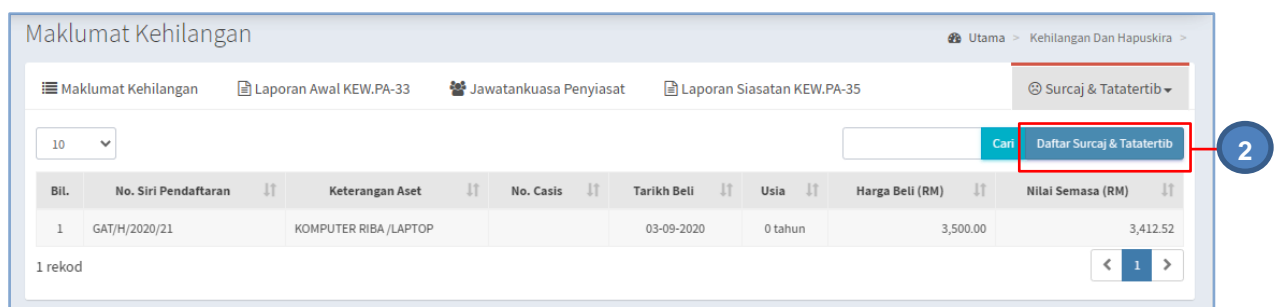 Maklumat Kehilangan
Utama > Kehilangan Dan Hapuskira >
Maklumat Kehilangan Laporan Awal KEW.PA-33 Jawatankuasa Penyiasat Laporan Siasatan KEW.PA-35 Surcaj & Tatatertib
10 Cari Daftar Surcaj & Tatatertib
2
Bil. No. Siri Pendaftaran Keterangan Aset No. Casis Tarikh Beli Usia Harga Beli (RM) Nilai Semasa (RM)
1 GAT/H/2020/21 KOMPUTER RIBA /LAPTOP 03-09-2020 0 tahun 3,500.00 3,412.52
1 rekod < 1 >